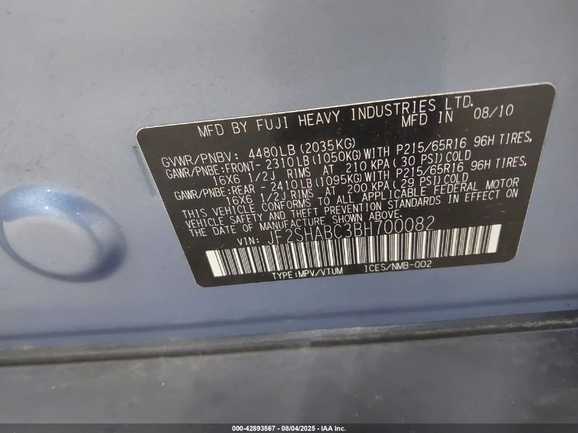 MFD BY FUJI HEAVY INDUSTRIES LTD.
MFD IN 08/10
GVWR/PNBV: 4480LB (2035KG)
GAWR/PNBE:FRONT- 2310LB (1050KG) WITH P215/65R16 96H TIRES,
16X6 1/2J RIMS AT 210 KPA (30 PSI) COLD
GAWR/PNBE:REAR - 2410LB (1095KG) WITH P215/65R16 96H TIRES,
16X6 1/2J RIMS AT 200 KPA (29 PSI) COLD.
THIS VEHICLE CONFORMS TO ALL APPLICABLE FEDERAL MOTOR
VEHICLE SAFETY AND THEFT PREVENTION STANDARDS IN EFFECT ON
THE DATE OF MANUFACTURE SHOWN ABOVE.
VIN: JF2SHABC3BH700082
TYPE:MPV/VTUM ICES/NMB-002
000-42893567 - 08/04/2025 - IAA Inc.